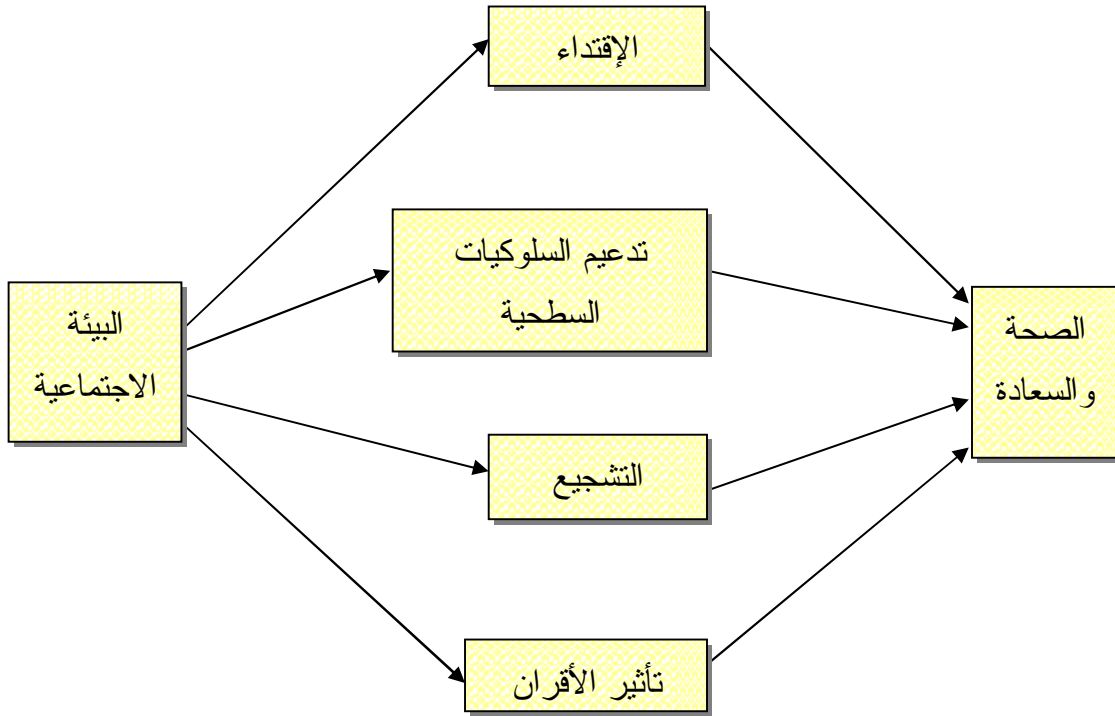 الإقتداء
تدعيم السلوكيات
السطحية
البيئة
الاجتماعية
الصحة
والسعادة
التشجيع
تأثير الأقران